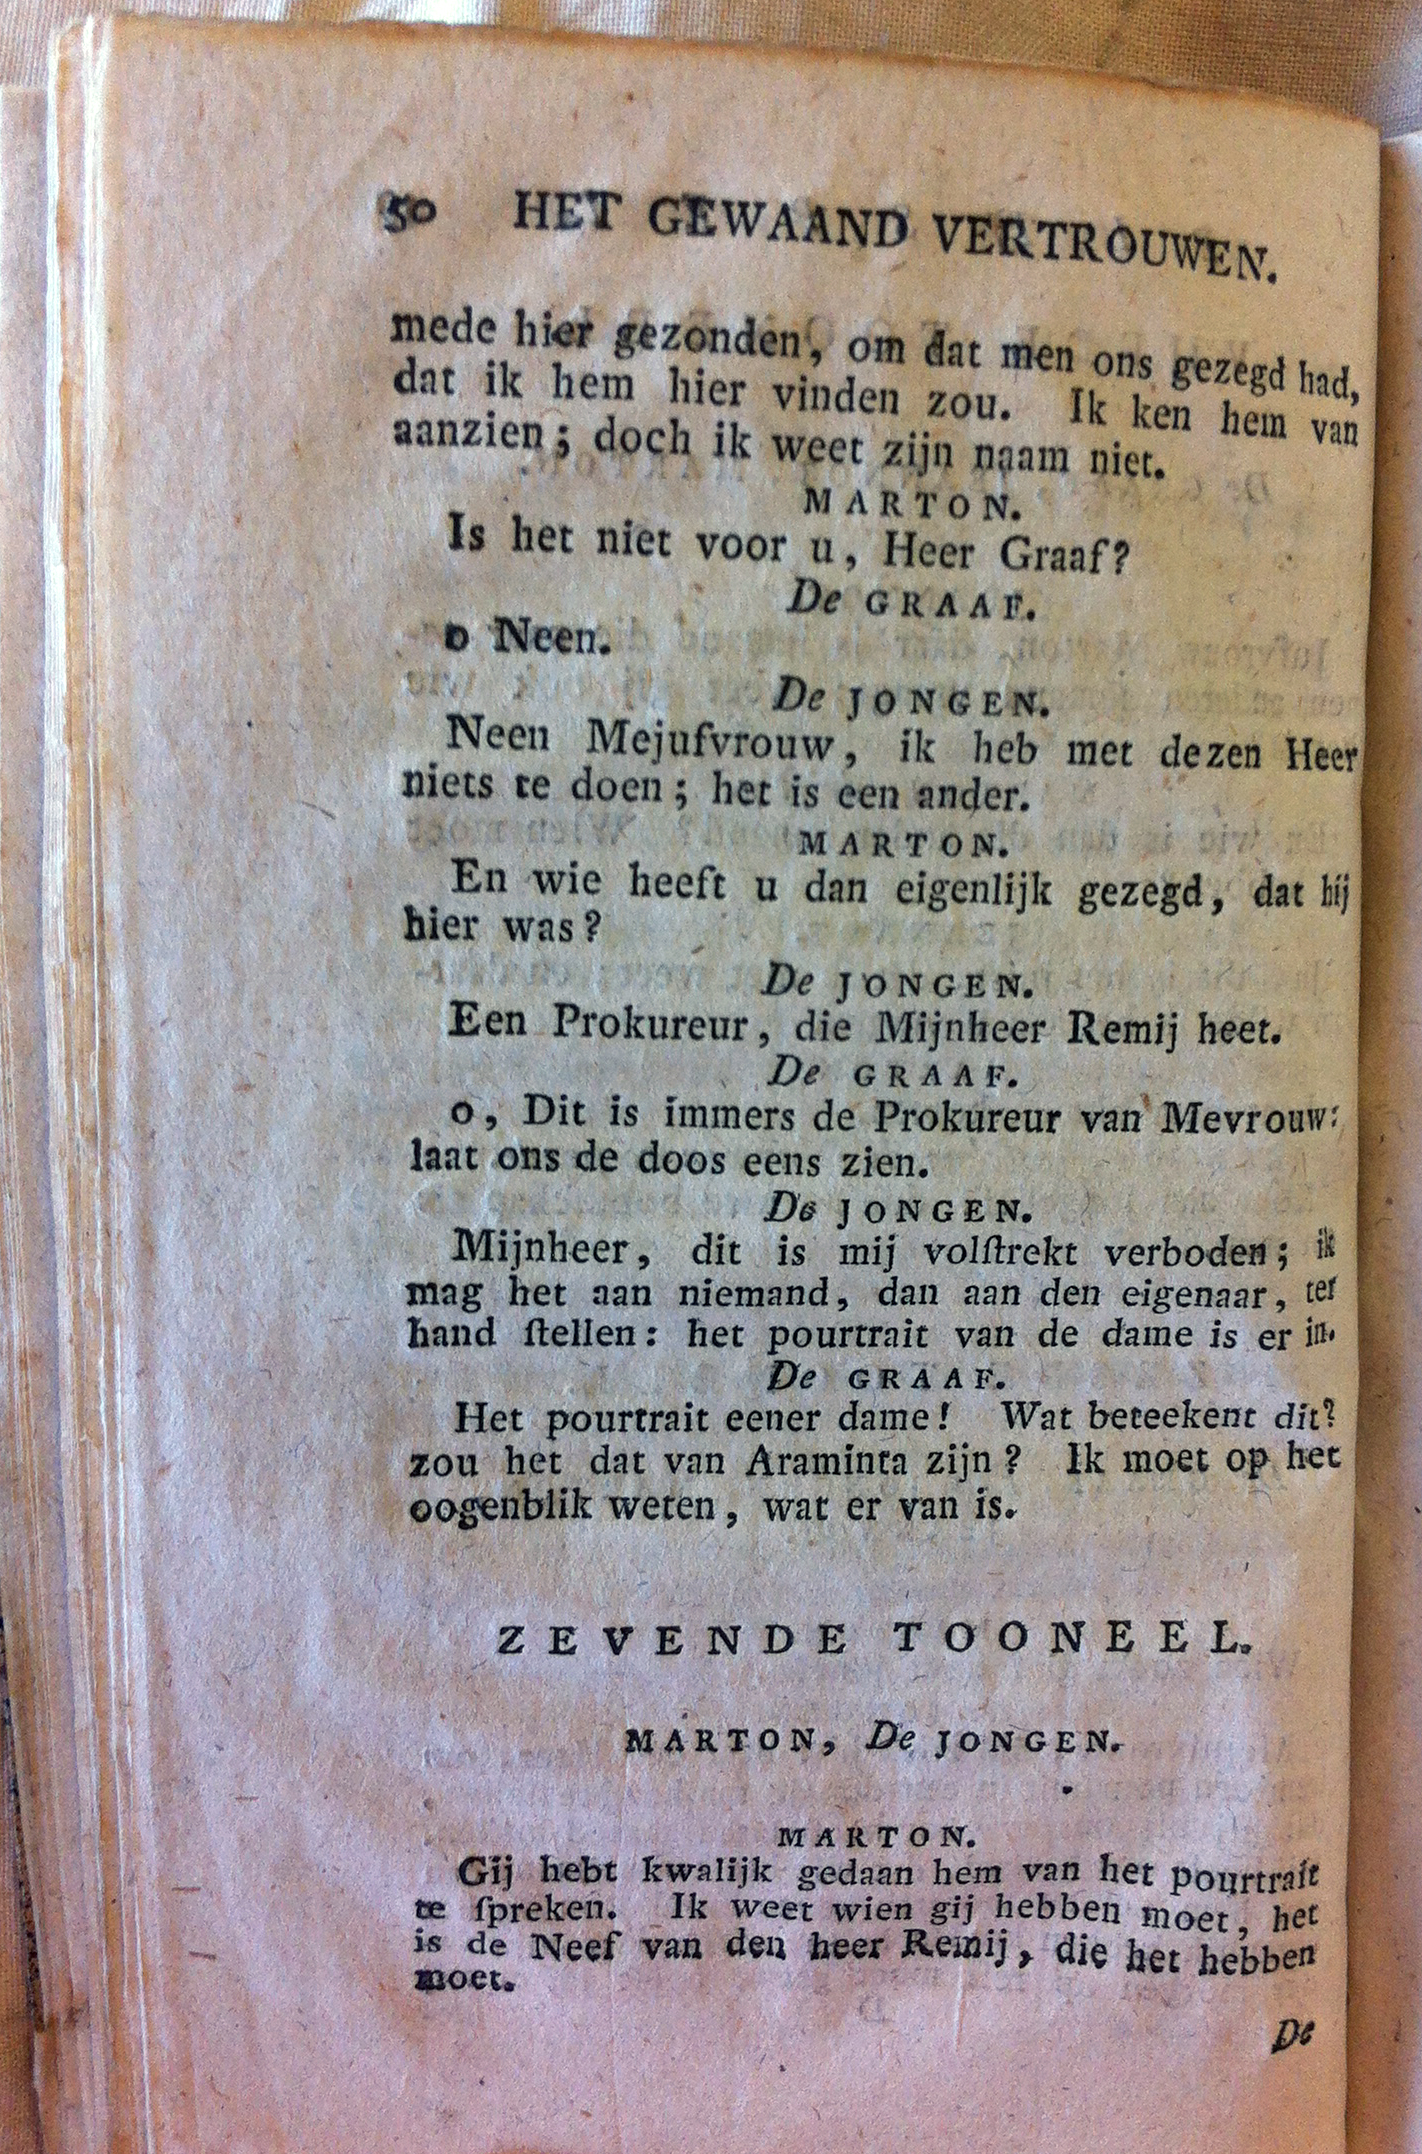 50 HET GEWAAND VERTROUWEN.
mede hier gezonden, om dat men ons gezegd had,
dat ik hem hier vinden zou. Ik ken hem van
aanzien; doch ik weet zijn naam niet.
MARTON.
Is het niet voor u, Heer Graaf?
De GRAAF.
o Neen.
De JONGEN.
Neen Mejufvrouw, ik heb met dezen Heer
niets te doen; het is een ander.
MARTON.
En wie heeft u dan eigenlijk gezegd, dat hij
hier was?
De JONGEN.
Een Prokureur, die Mijnheer Remij heet.
De GRAAF.
o, Dit is immers de Prokureur van Mevrouw:
laat ons de doos eens zien.
De JONGEN.
Mijnheer, dit is mij volſtrekt verboden; ik
mag het aan niemand, dan aan den eigenaar, ter
hand ſtellen: het pourtrait van de dame is er in.
De GRAAF.
Het pourtrait eener dame! Wat beteekent dit?
zou het dat van Araminta zijn? Ik moet op het
oogenblik weten, wat er van is.
ZEVENDE TOONEEL.
MARTON, De JONGEN.
MARTON.
Gij hebt kwalijk gedaan hem van het pourtrait
te ſpreken. Ik weet wien gij hebben moet, het
is de Neef van den heer Remij, die het hebben
moet.
De